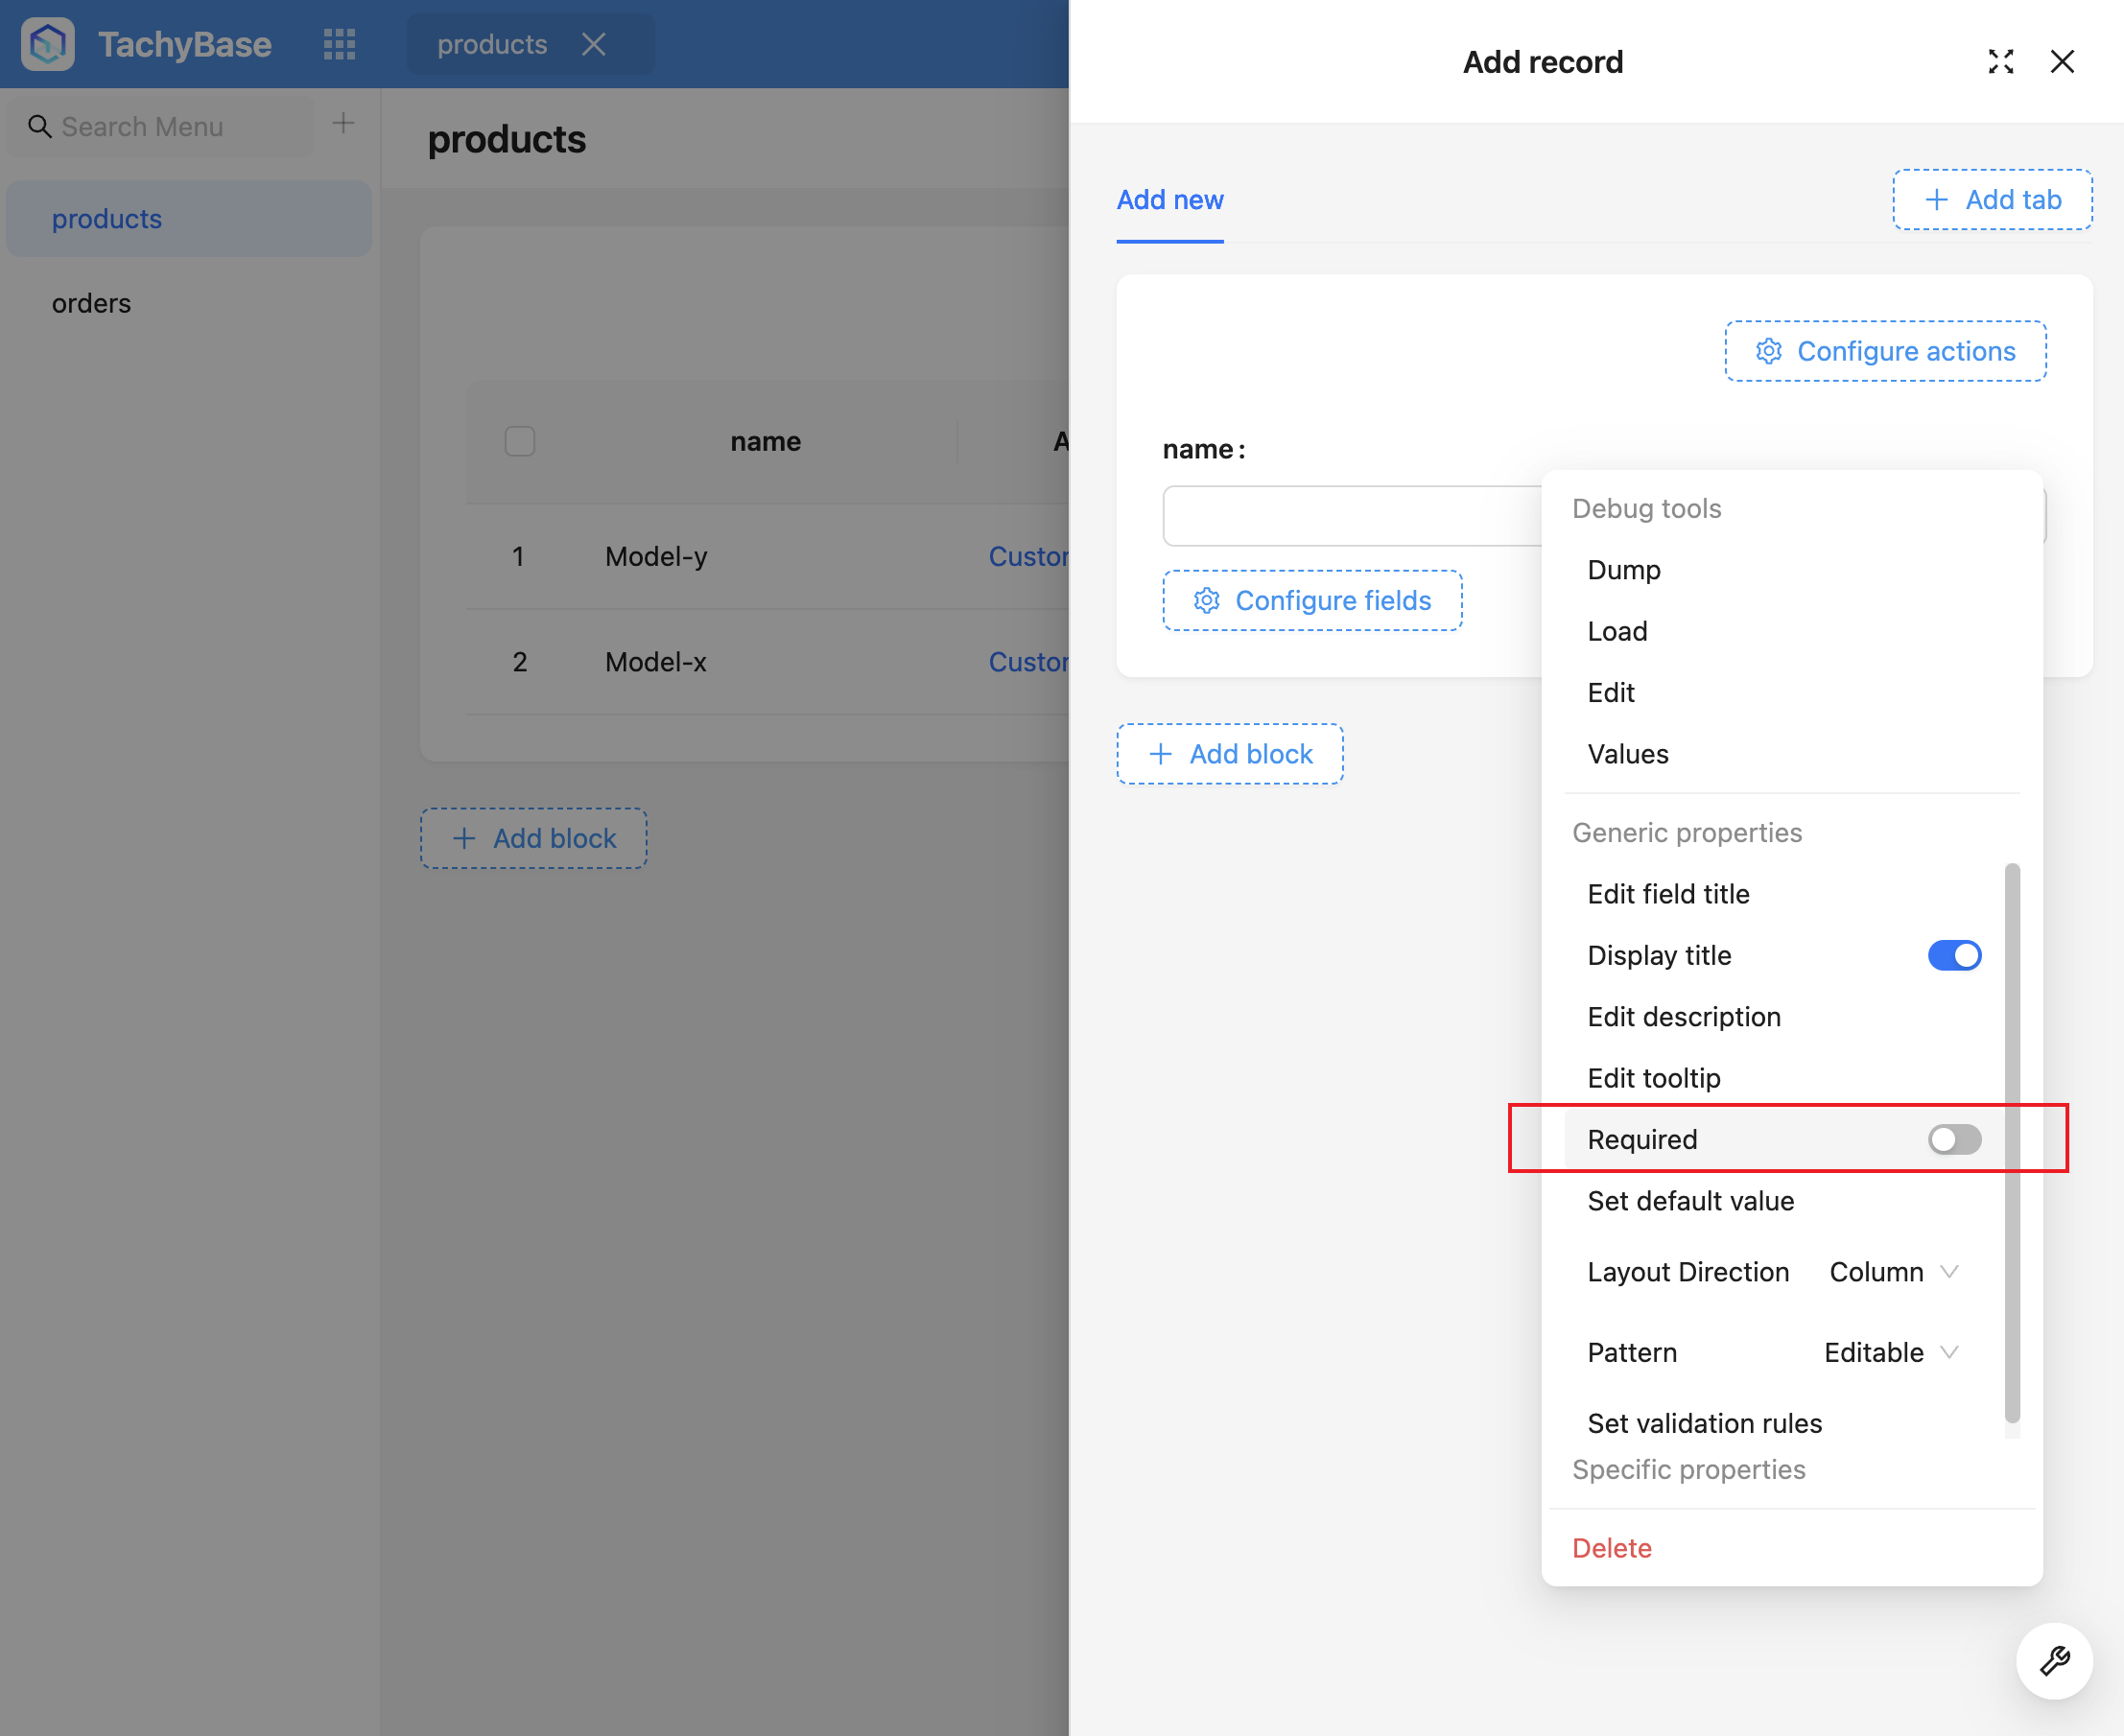 TachyBase
products
Search Menu
products
orders
products
name
1
Model-y
2
Model-x
Add block
Add record
Add new
Add tab
Configure actions
name:
Configure fields
Add block
Debug tools
Dump
Load
Edit
Values
Generic properties
Edit field title
Display title
Edit description
Edit tooltip
Required
Set default value
Layout Direction Column
Pattern Editable
Set validation rules
Specific properties
Delete